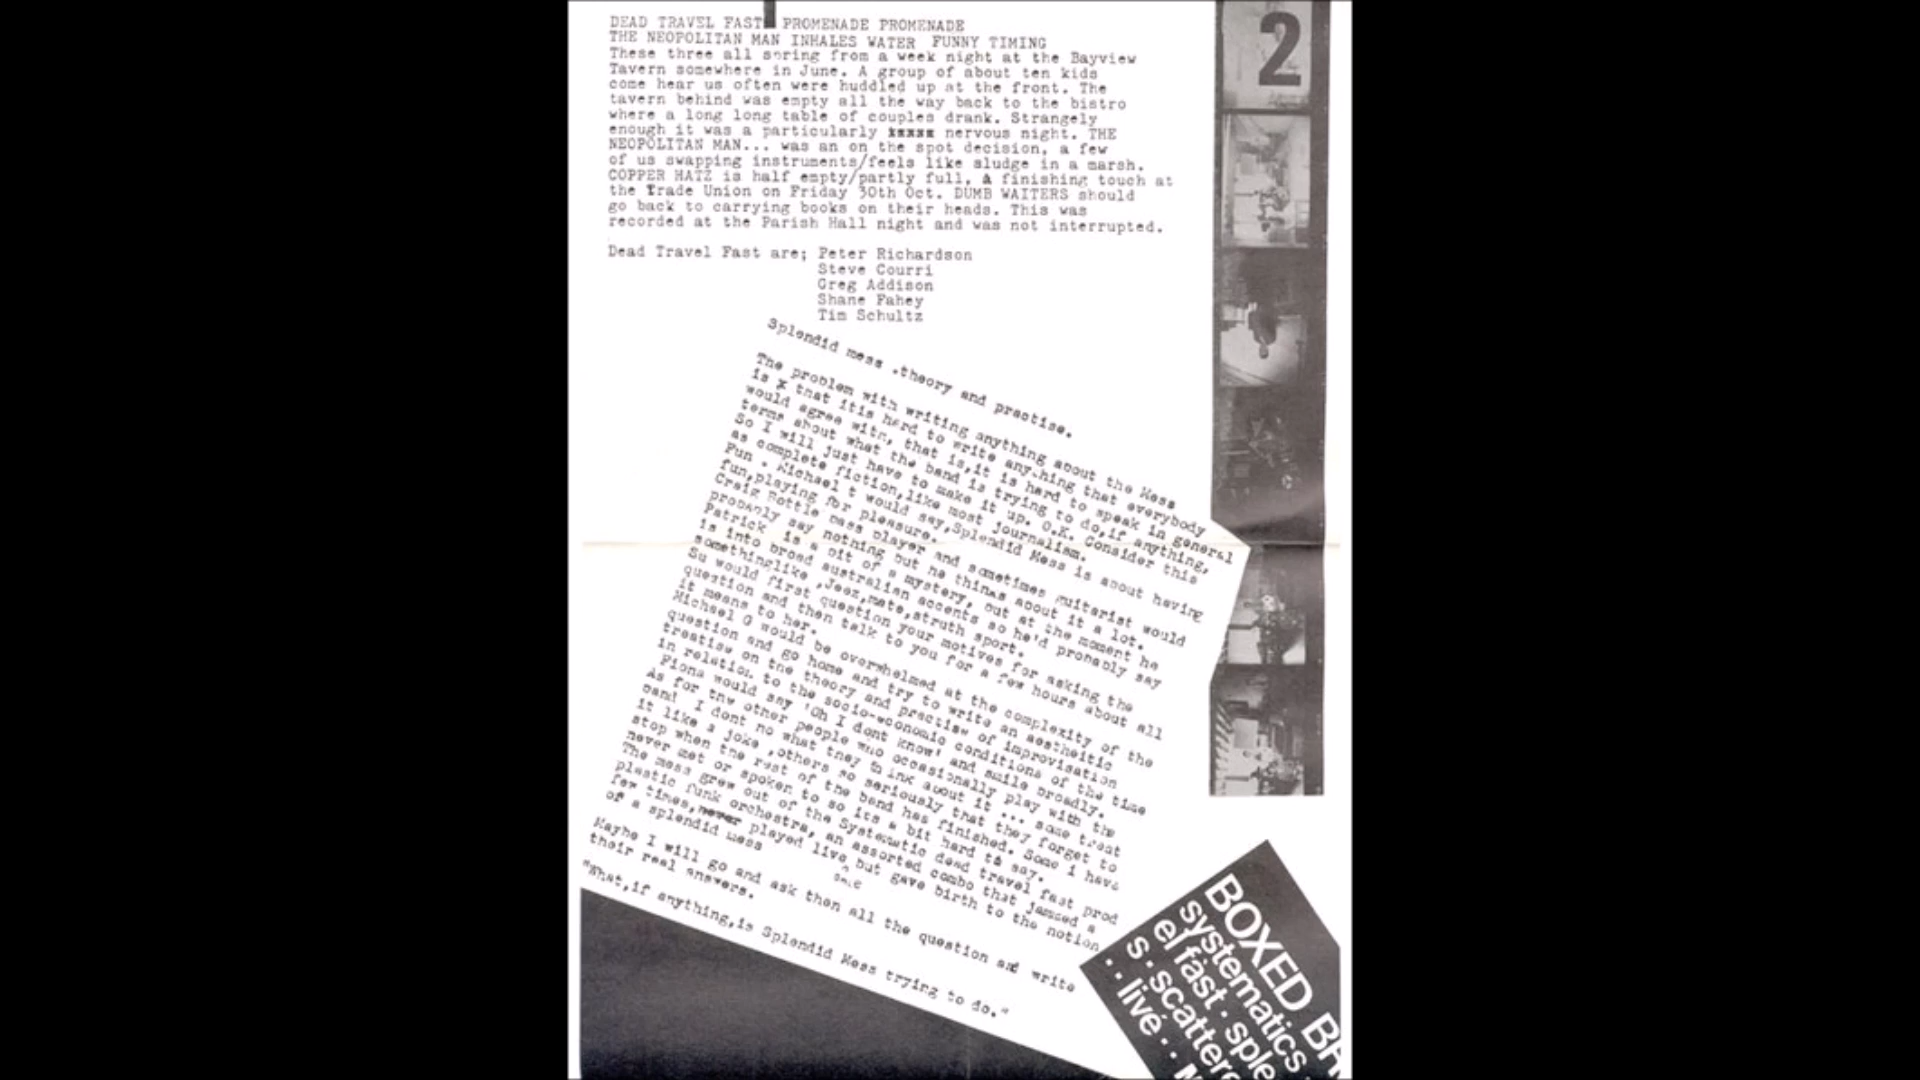 DEAD TRAVEL FAST PROMENADE PROMENADE
THE NEOPOLITAN MAN INHALES WATER FUNNY TIMING
These three all spring from a week night at the Bayview
Tavern somewhere in June. A group of about ten kids
come hear us often were huddled up at the front. The
tavern behind was empty all the way back to the bistro
where a long long table of couples drank. Strangely
enough it was a particularly nervous night. THE
NEOPOLITAN MAN... was an on the spot decision, a few
of us swapping instruments/feels like sludge in a marsh.
COPPER HATZ is half empty/partly full, A finishing touch at
the Trade Union on Friday 30th Oct. DUMB WAITERS should
go back to carrying books on their heads. This was
recorded at the Parish Hall night and was not interrupted.
Dead Travel Fast are; Peter Richardson
Steve Courri
Greg Addison
Shane Fahey
Tim Schultz
Splendid mess .theory and practise.
The problem with writing anything about the Mess
is x that itis hard to write anything that everybody
would agree with, that is,it is hard to speak in general
terms about what the band is trying to do,if anything,
So I will just have to make it up. O.K. Consider this
as complete fiction,like most journalism.
Fun . Michael t would say,Splendid Mess is about having
fun,playing for pleasure.
Craig Bottle bass player and sometimes guitarist would
probably say nothing but he thinks about it a lot.
Patrick is a bit of a mystery, but at the moment he
is into broad australian accents so he'd probably say
somethinglike ,Jeez,mate,struth sport.
Su would first question your motives for asking the
question and then talk to you for a few hours about all
it means to her.
Michael G would be overwhelmed at the complexity of the
question and go home and try to write an aestheitic
treatise on the theory and practise of improvisation
in relation to the socio-economic conditions of the time
Fiona would say 'Oh I dont know' and smile broadly.
As for the other people who occasionally play with the
band I dont no what they think about it ... some treat
it like a joke ,others so seriously that they forget to
stop when the rest of the band has finished. Some i have
never met or spoken to so its a bit hard to say.
The mess grew out of the Systematic dead travel fast prod
plastic funk orchestra, an assorted combo that jammed a
few times,never played live but gave birth to the notion
of a splendid mess
Maybe I will go and ask then all the question and write
their real answers.
"What,if anything,is Splendid Mess trying to do."
2
BOXED
systematics
el fast · sple
s · scattere
· · live · ·